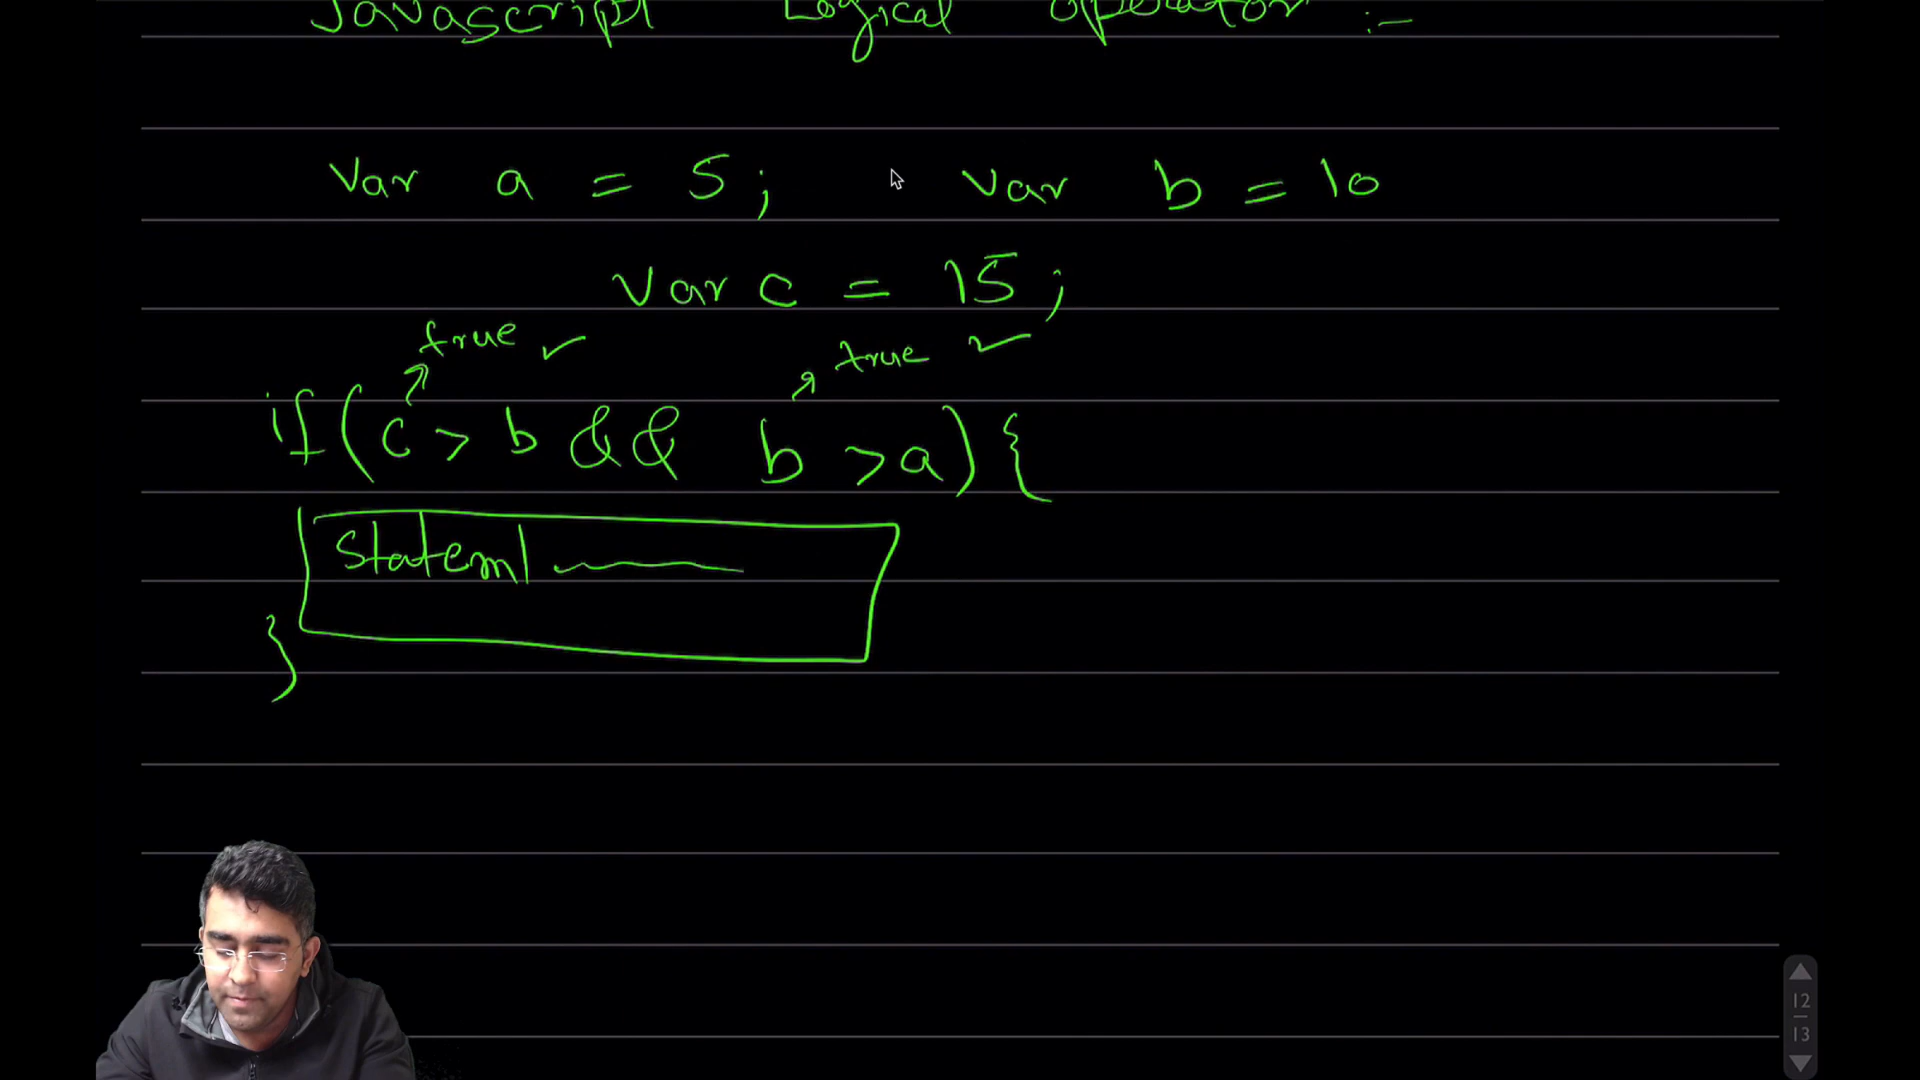 Javascript Logical operator :-
Var a = 5; Var b = 10
Var c = 15;
true ✓ true ✓
if (c > b && b > a) {
Statemt
}
12
13